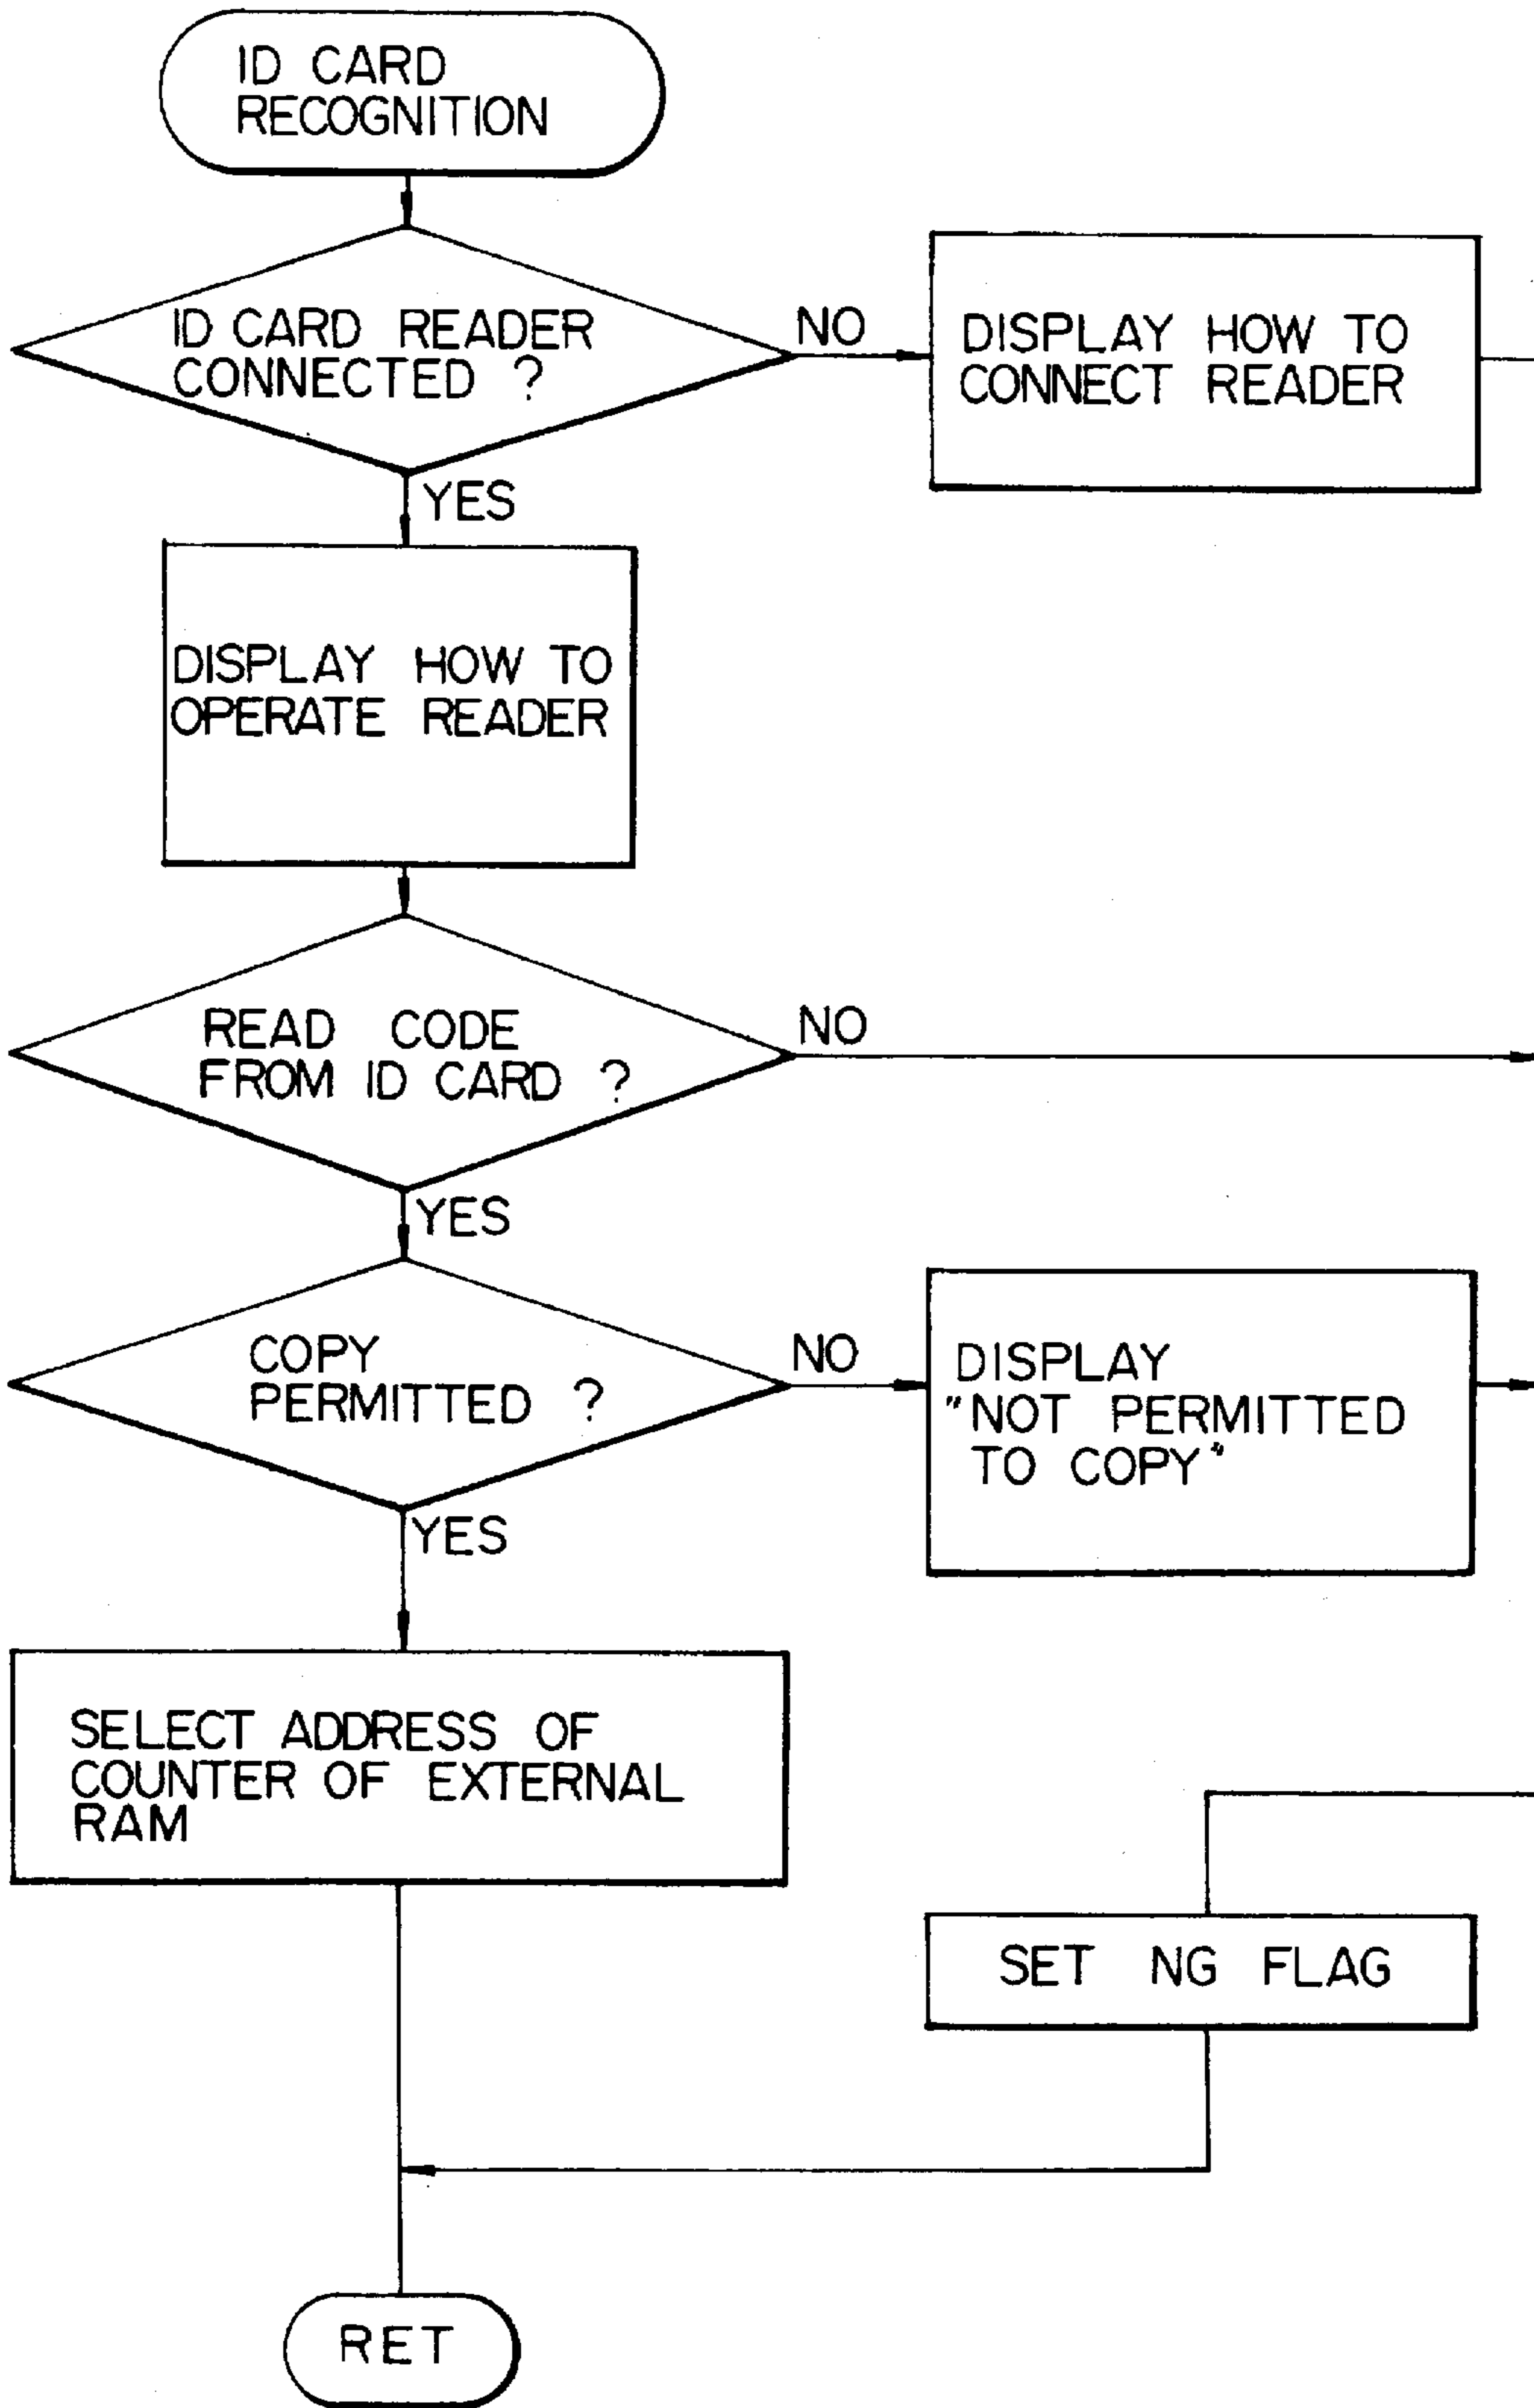 ID CARD
RECOGNITION
ID CARD READER
CONNECTED ?
NO
DISPLAY HOW TO
CONNECT READER
YES
DISPLAY HOW TO
OPERATE READER
READ CODE
FROM ID CARD ?
NO
YES
COPY
PERMITTED ?
NO
DISPLAY
"NOT PERMITTED
TO COPY"
YES
SELECT ADDRESS OF
COUNTER OF EXTERNAL
RAM
SET NG FLAG
RET